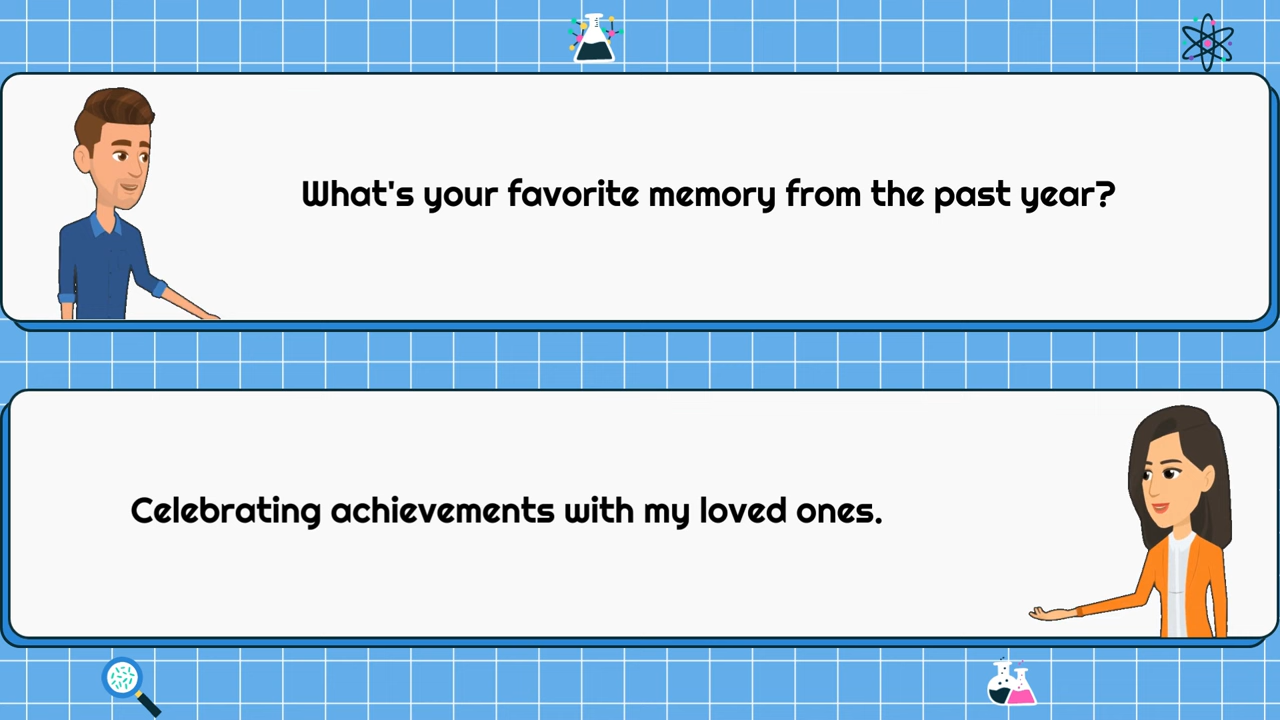 What's your favorite memory from the past year?
Celebrating achievements with my loved ones.